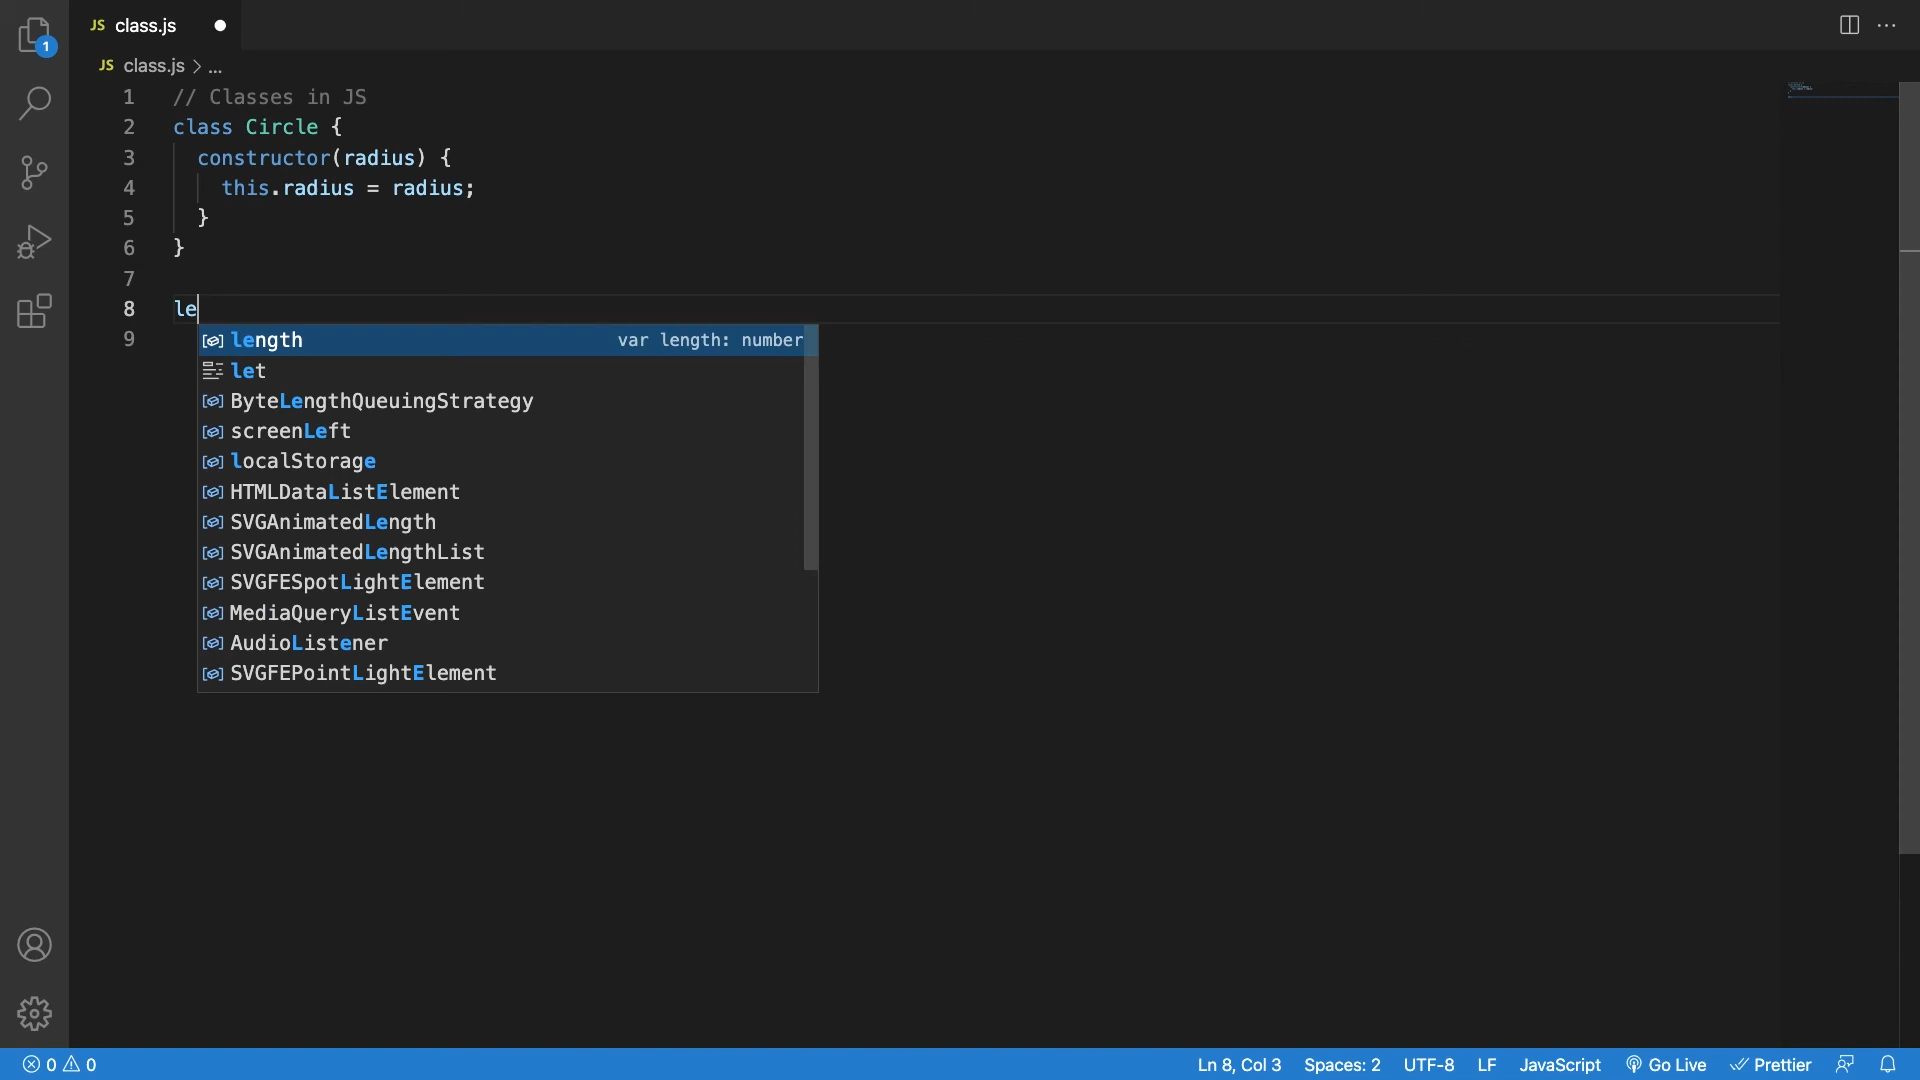 JS class.js
1
JS class.js > ...
1 // Classes in JS
2 class Circle {
3 constructor(radius) {
4 this.radius = radius;
5 }
6 }
7
8 le
9
length var length: number
let
ByteLengthQueuingStrategy
screenLeft
localStorage
HTMLDataListElement
SVGAnimatedLength
SVGAnimatedLengthList
SVGFESpotLightElement
MediaQueryListEvent
AudioListener
SVGFEPointLightElement
0 0 Ln 8, Col 3 Spaces: 2 UTF-8 LF JavaScript Go Live Prettier